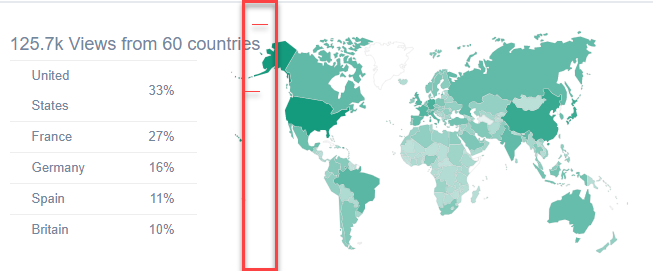 125.7k Views from 60 countries
United
States
33%
France 27%
Germany 16%
Spain 11%
Britain 10%